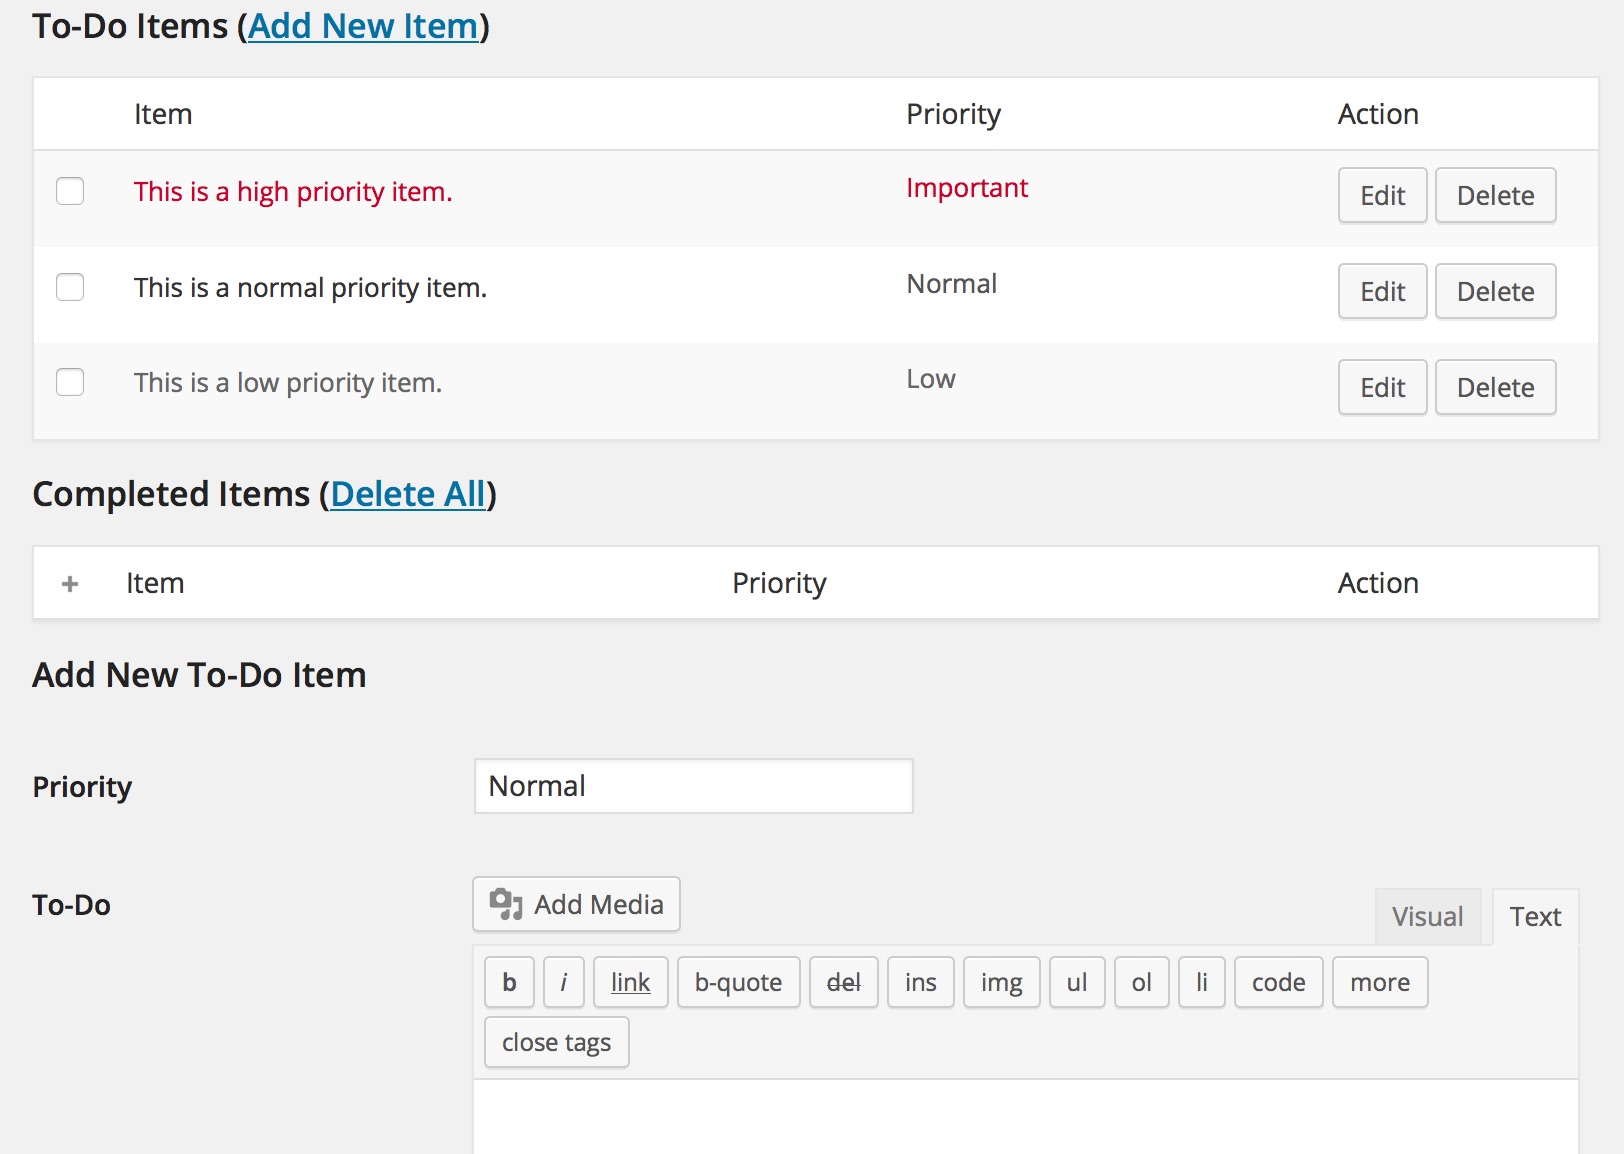 To-Do Items (Add New Item)
Item Priority Action
This is a high priority item. Important Edit Delete
This is a normal priority item. Normal Edit Delete
This is a low priority item. Low Edit Delete
Completed Items (Delete All)
+ Item Priority Action
Add New To-Do Item
Priority Normal
To-Do Add Media Visual Text
b i link b-quote del ins img ul ol li code more
close tags